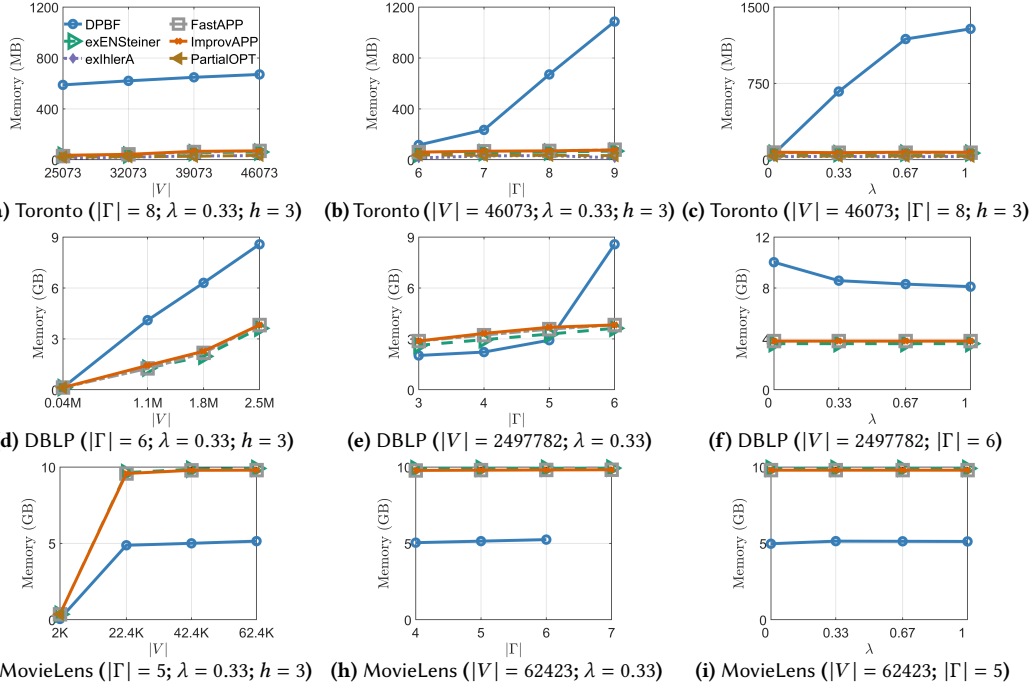 1200
800
400
0
Memory (MB)
DPBF
exENSteiner
exIhlerA
FastAPP
ImprovAPP
PartialOPT
25073 32073 39073 46073
|V|
1200
800
400
0
Memory (MB)
6 7 8 9
|Γ|
1500
750
0
Memory (MB)
0 0.33 0.67 1
λ
) Toronto (|Γ| = 8; λ = 0.33; h = 3)
(b) Toronto (|V| = 46073; λ = 0.33; h = 3)
(c) Toronto (|V| = 46073; |Γ| = 8; h = 3)
9
6
3
0
Memory (GB)
0.04M 1.1M 1.8M 2.5M
|V|
9
6
3
0
Memory (GB)
3 4 5 6
|Γ|
12
8
4
0
Memory (GB)
0 0.33 0.67 1
λ
d) DBLP (|Γ| = 6; λ = 0.33; h = 3)
(e) DBLP (|V| = 2497782; λ = 0.33)
(f) DBLP (|V| = 2497782; |Γ| = 6)
10
5
0
Memory (GB)
2K 22.4K 42.4K 62.4K
|V|
10
5
0
Memory (GB)
4 5 6 7
|Γ|
10
5
0
Memory (GB)
0 0.33 0.67 1
λ
MovieLens (|Γ| = 5; λ = 0.33; h = 3)
(h) MovieLens (|V| = 62423; λ = 0.33)
(i) MovieLens (|V| = 62423; |Γ| = 5)